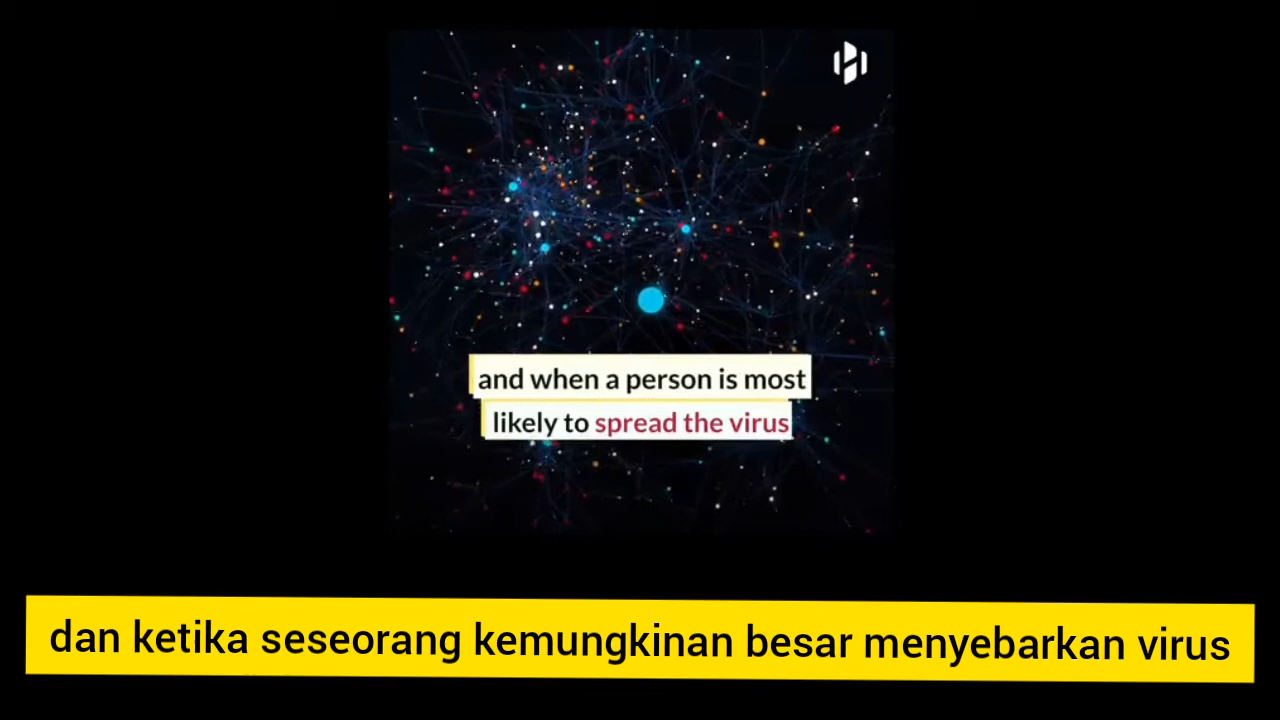 and when a person is most
likely to spread the virus
dan ketika seseorang kemungkinan besar menyebarkan virus